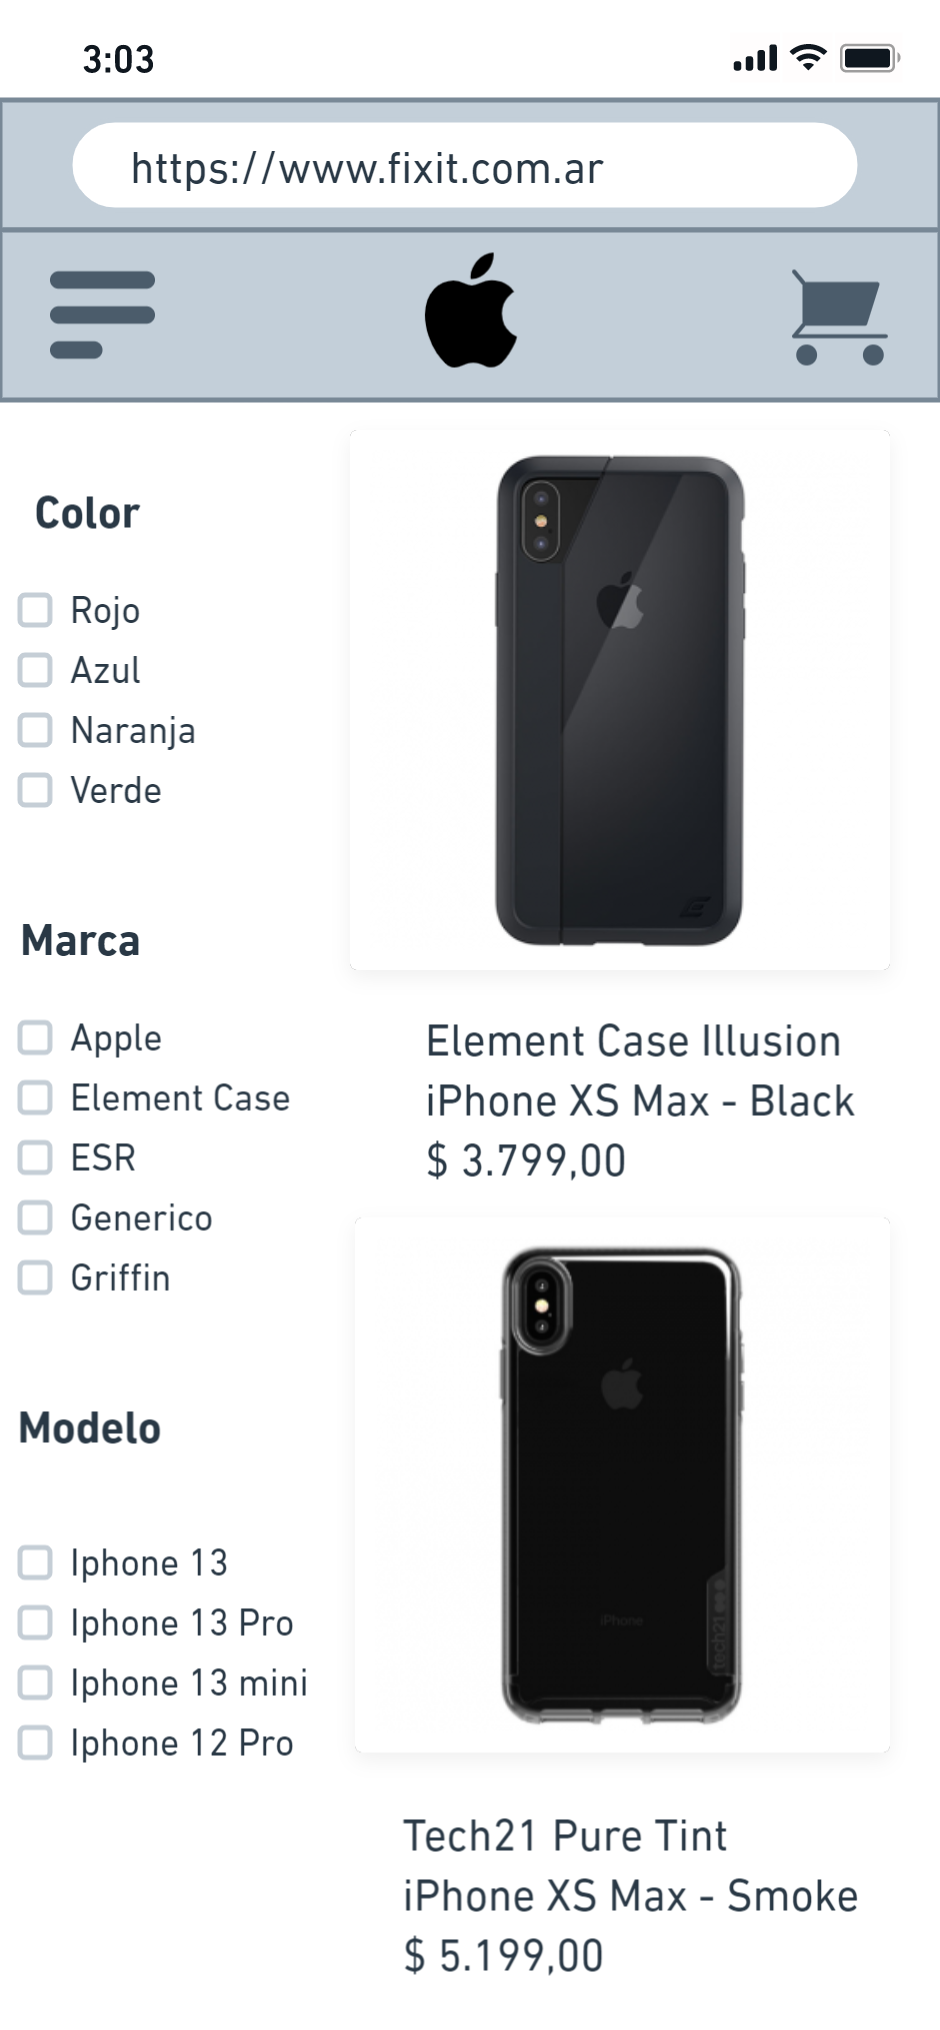 3:03
https://www.fixit.com.ar
Color
Rojo
Azul
Naranja
Verde
Marca
Apple
Element Case
ESR
Generico
Griffin
Modelo
Iphone 13
Iphone 13 Pro
Iphone 13 mini
Iphone 12 Pro
Element Case Illusion
iPhone XS Max - Black
$ 3.799,00
iPhone
tech21
Tech21 Pure Tint
iPhone XS Max - Smoke
$ 5.199,00